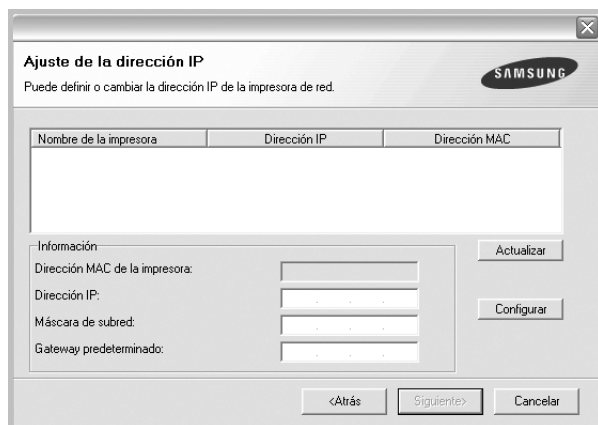 Ajuste de la dirección IP
Puede definir o cambiar la dirección IP de la impresora de red.
SAMSUNG
Nombre de la impresora Dirección IP Dirección MAC
Información
Actualizar
Dirección MAC de la impresora:
Dirección IP:
Configurar
Máscara de subred:
Gateway predeterminado:
<Atrás Siguiente> Cancelar